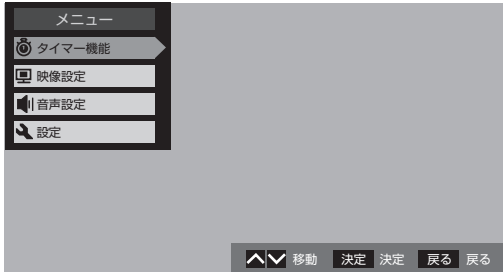 メニュー
タイマー機能
映像設定
音声設定
設定
移動 決定 決定 戻る 戻る